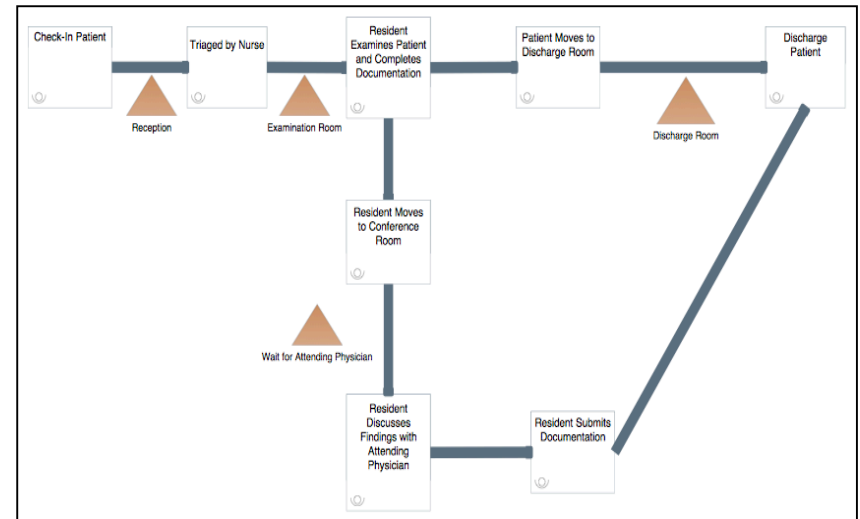 Check-In Patient
Triaged by Nurse
Resident
Examines Patient
and Completes
Documentation
Patient Moves to
Discharge Room
Discharge
Patient
Reception
Examination Room
Discharge Room
Resident Moves
to Conference
Room
Wait for Attending Physician
Resident
Discusses
Findings with
Attending
Physician
Resident Submits
Documentation